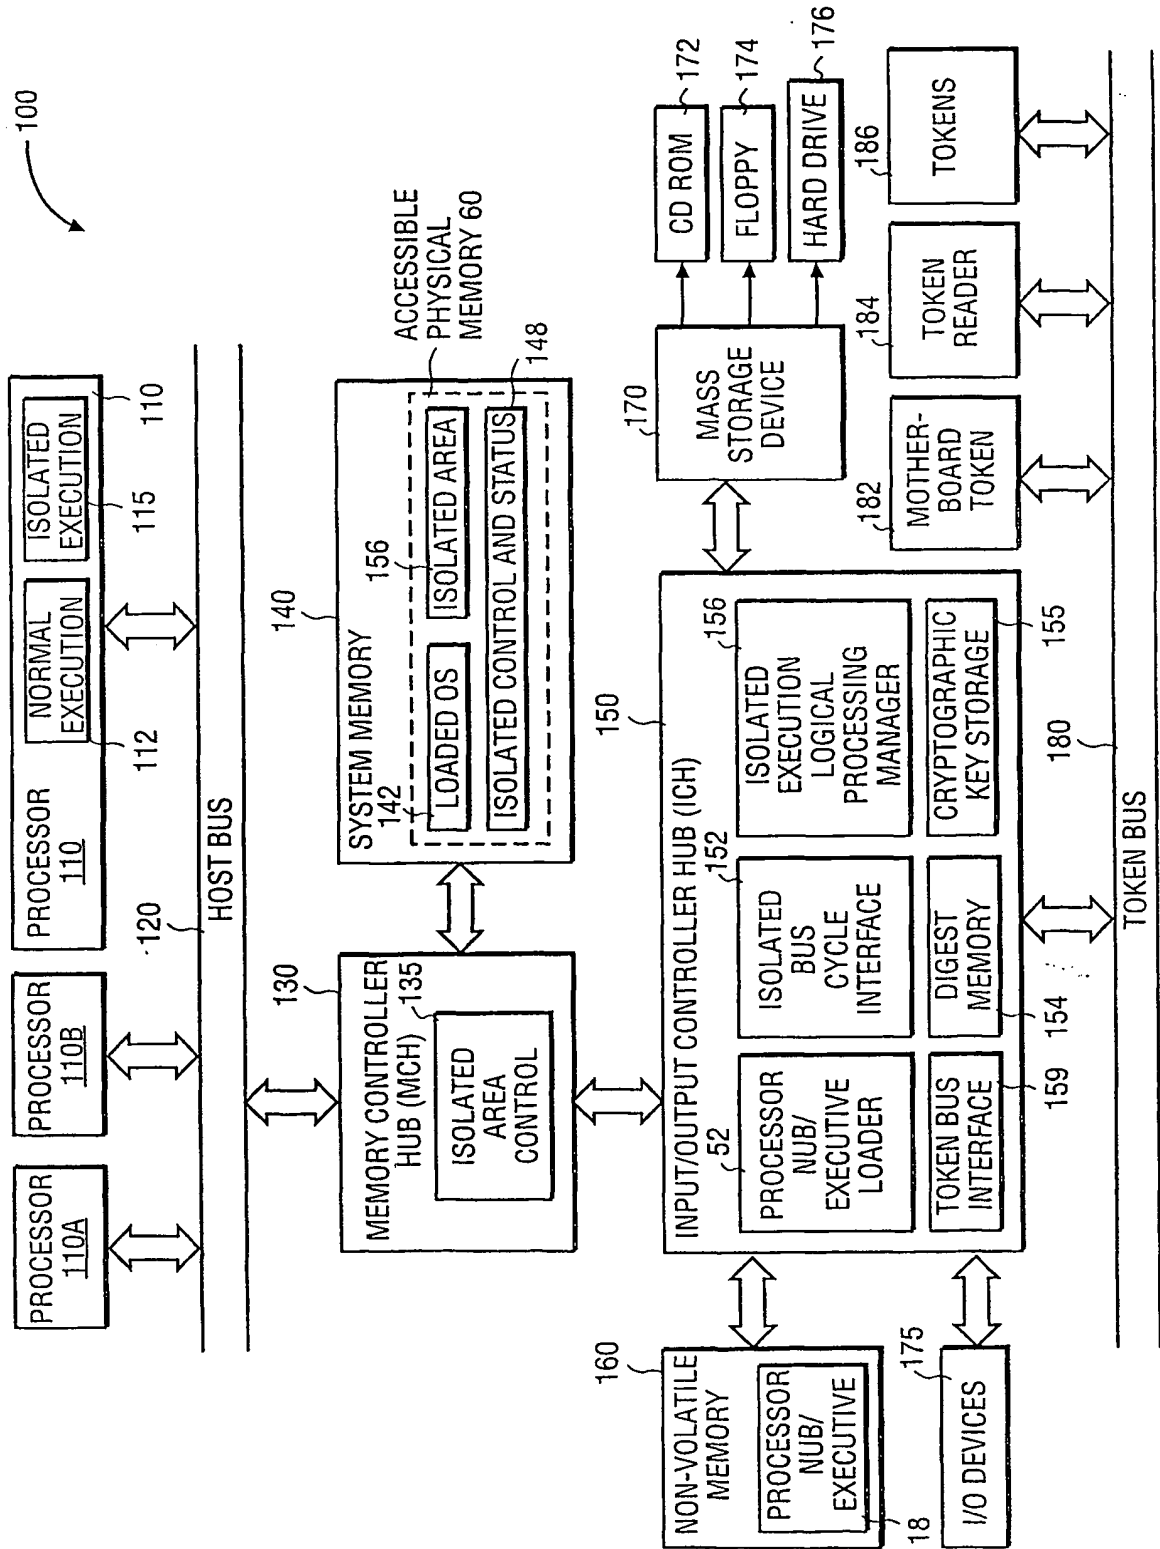 100
PROCESSOR
110A
PROCESSOR
110B
PROCESSOR
110
NORMAL
EXECUTION
112
ISOLATED
EXECUTION
115
110
120
HOST BUS
130
MEMORY CONTROLLER
HUB (MCH)
135
ISOLATED
AREA
CONTROL
140
SYSTEM MEMORY
142
LOADED OS
156
ISOLATED AREA
ISOLATED CONTROL AND STATUS
148
ACCESSIBLE
PHYSICAL
MEMORY 60
160
NON-VOLATILE
MEMORY
PROCESSOR
NUB/
EXECUTIVE
18
175
I/O DEVICES
150
INPUT/OUTPUT CONTROLLER HUB (ICH)
52
PROCESSOR
NUB/
EXECUTIVE
LOADER
152
ISOLATED
BUS
CYCLE
INTERFACE
156
ISOLATED
EXECUTION
LOGICAL
PROCESSING
MANAGER
TOKEN BUS
INTERFACE
159
DIGEST
MEMORY
154
CRYPTOGRAPHIC
KEY STORAGE
155
170
MASS
STORAGE
DEVICE
CD ROM
172
FLOPPY
174
HARD DRIVE
176
182
MOTHER-
BOARD
TOKEN
184
TOKEN
READER
186
TOKENS
180
TOKEN BUS